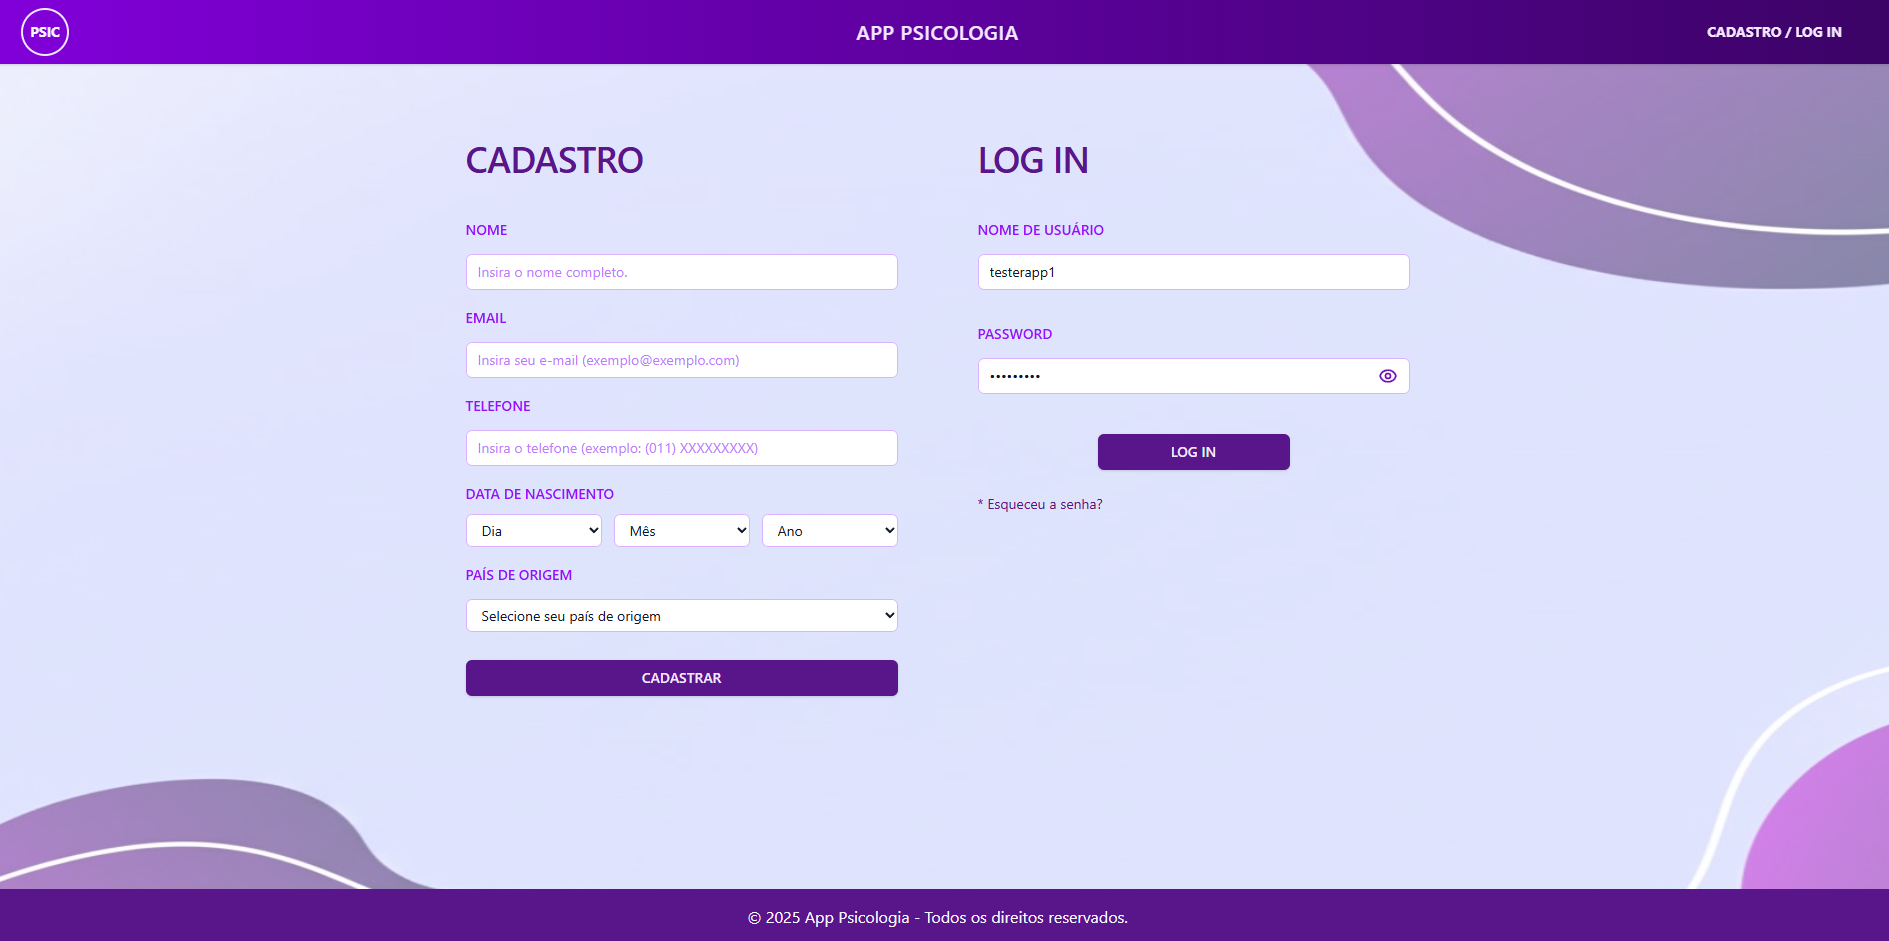 PSIC
APP PSICOLOGIA
CADASTRO / LOG IN
CADASTRO
NOME
Insira o nome completo.
EMAIL
Insira seu e-mail (exemplo@exemplo.com)
TELEFONE
Insira o telefone (exemplo: (011) XXXXXXXXX)
DATA DE NASCIMENTO
Dia Mês Ano
PAÍS DE ORIGEM
Selecione seu país de origem
CADASTRAR
LOG IN
NOME DE USUÁRIO
testerapp1
PASSWORD
•••••••••
LOG IN
* Esqueceu a senha?
© 2025 App Psicologia - Todos os direitos reservados.